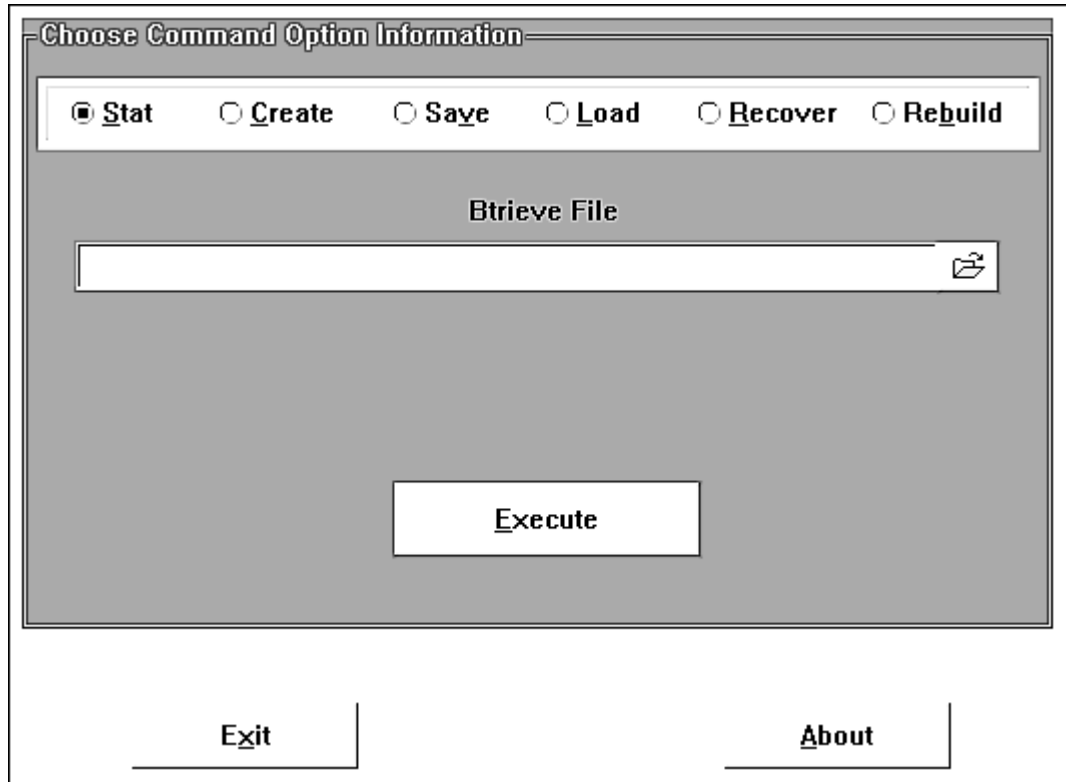 Choose Command Option Information
Stat Create Save Load Recover Rebuild
Btrieve File
Execute
Exit About